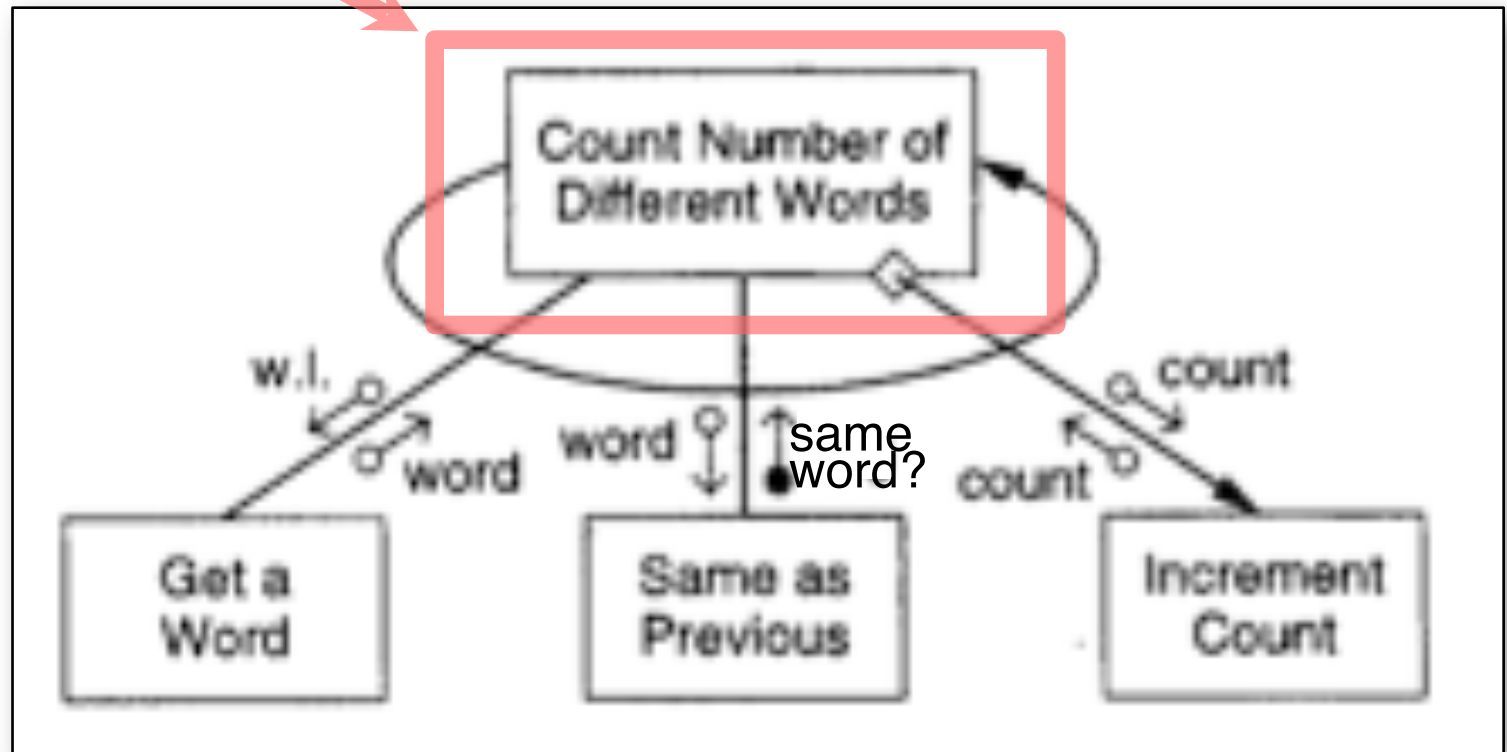 Count Number of
Different Words
w.l.
word
word
same
word?
count
count
Get a
Word
Same as
Previous
Increment
Count